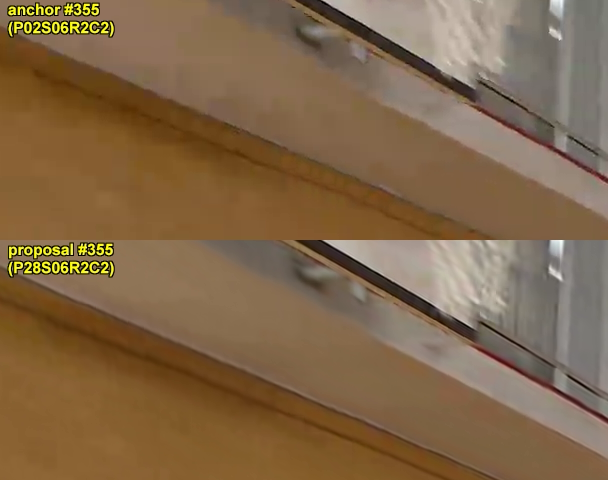 anchor #355
(P02S06R2C2)
proposal #355
(P28S06R2C2)